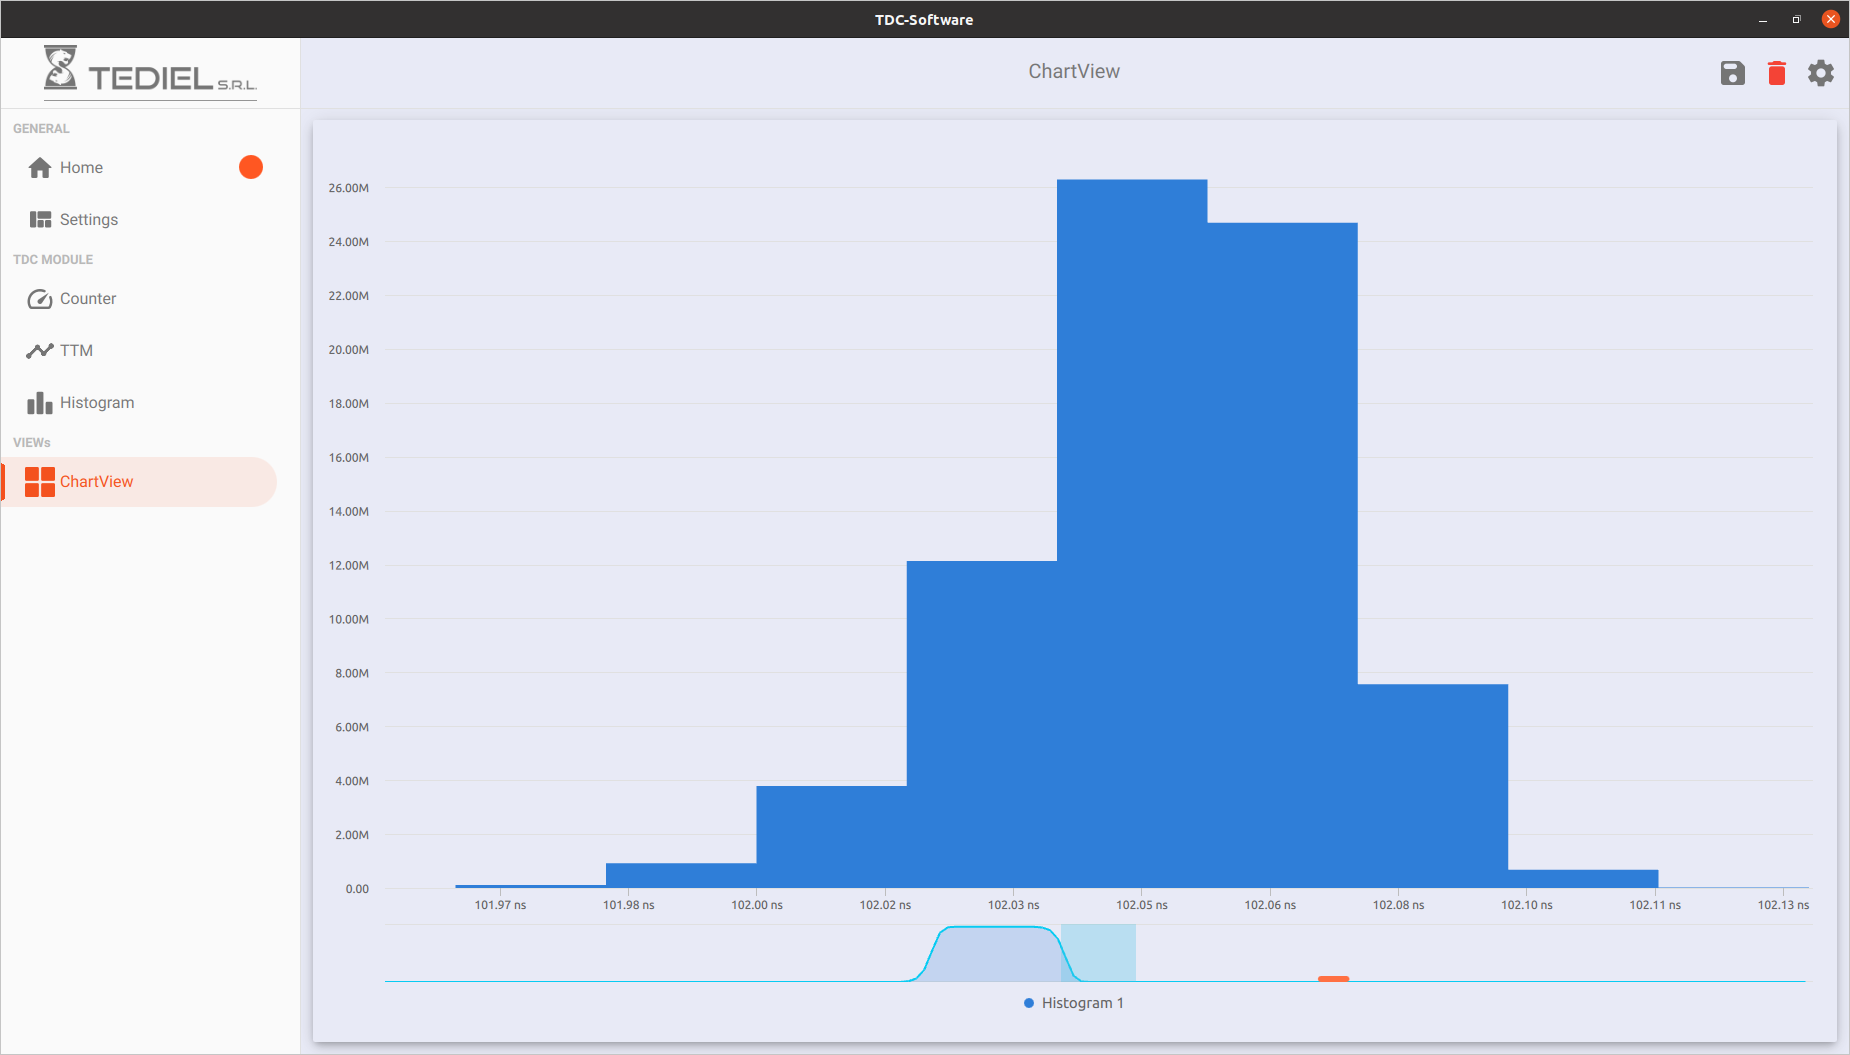 TDC-Software
TEDIEL S.R.L.
ChartView
GENERAL
Home
Settings
TDC MODULE
Counter
TTM
Histogram
VIEWs
ChartView
26.00M
24.00M
22.00M
20.00M
18.00M
16.00M
14.00M
12.00M
10.00M
8.00M
6.00M
4.00M
2.00M
0.00
101.97 ns 101.98 ns 102.00 ns 102.02 ns 102.03 ns 102.05 ns 102.06 ns 102.08 ns 102.10 ns 102.11 ns 102.13 ns
Histogram 1